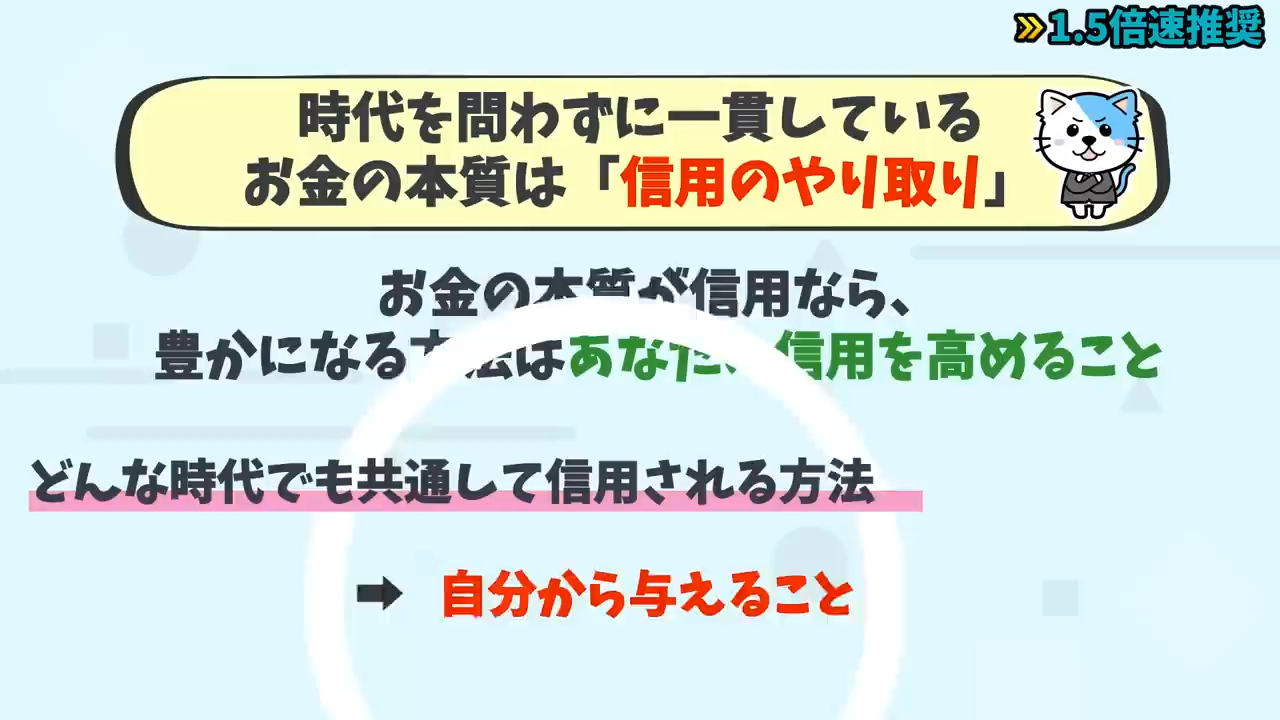 1.5倍速推奨
時代を問わずに一貫している
お金の本質は「信用のやり取り」
お金の本質が信用なら、
豊かになる方法はあなたの信用を高めること
どんな時代でも共通して信用される方法
➡ 自分から与えること